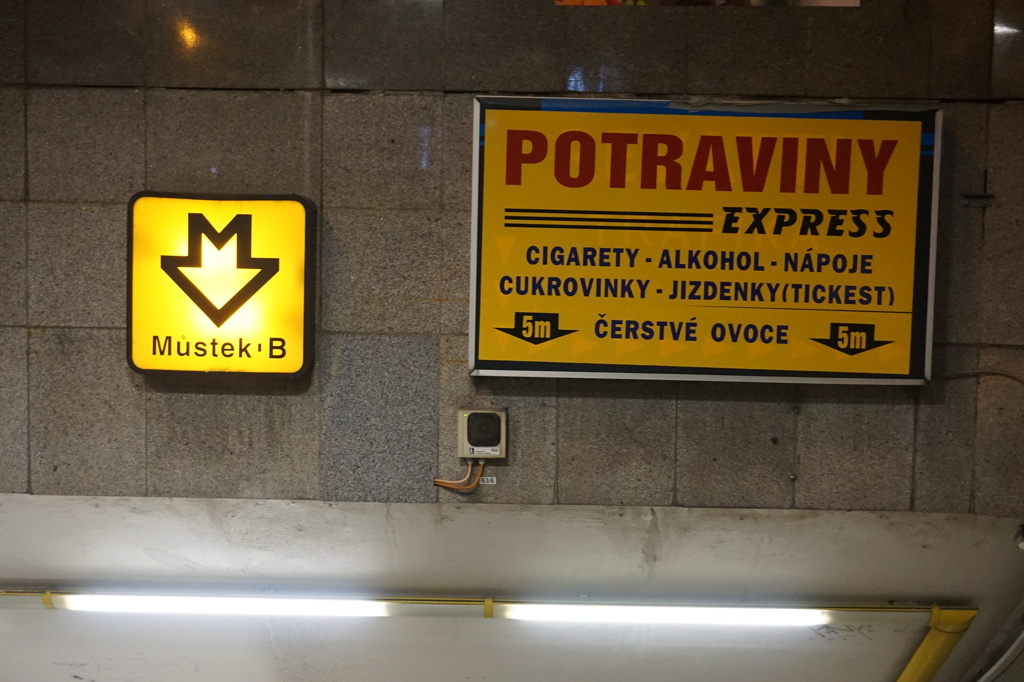 Můstek·B
POTRAVINY
EXPRESS
CIGARETY - ALKOHOL - NÁPOJE
CUKROVINKY - JIZDENKY(TICKEST)
5m ČERSTVÉ OVOCE 5m